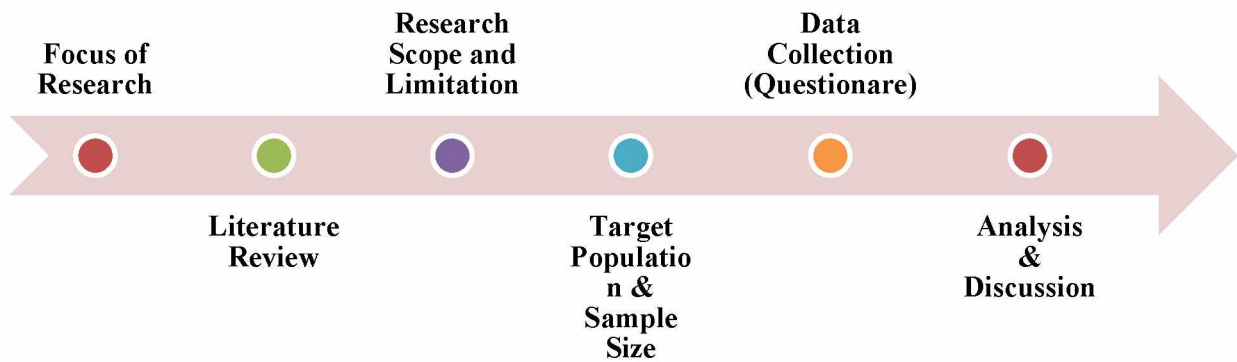 Focus of
Research
Literature
Review
Research
Scope and
Limitation
Target
Populatio
n &
Sample
Size
Data
Collection
(Questionare)
Analysis
&
Discussion